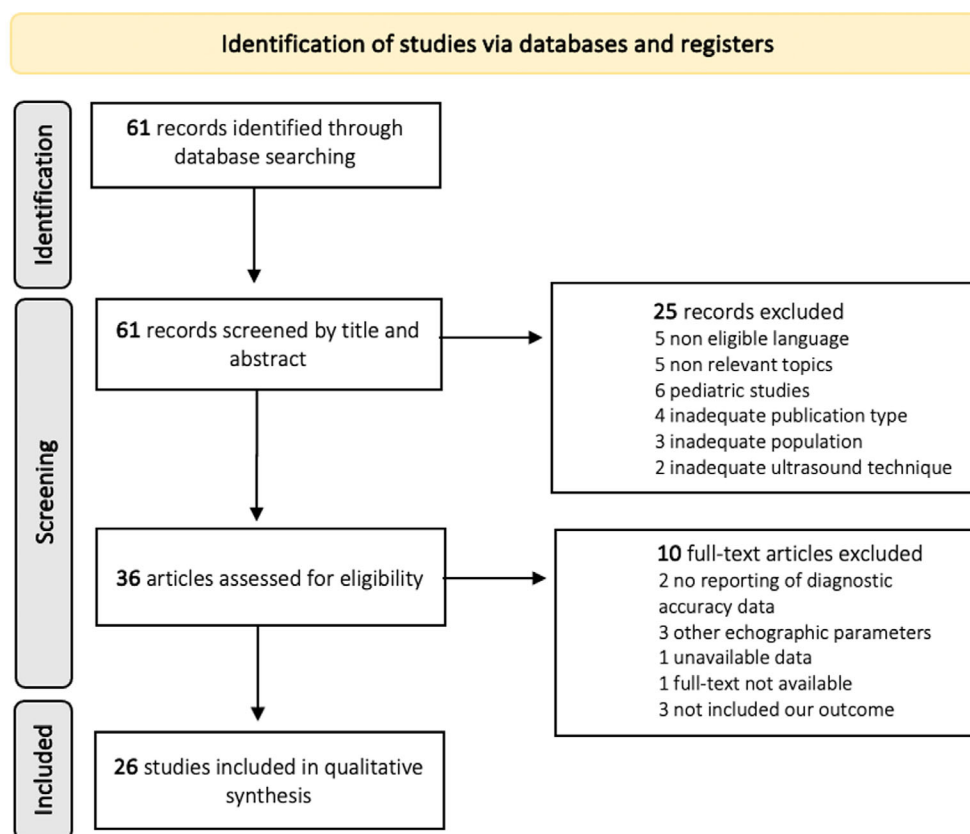 Identification of studies via databases and registers
Identification
61 records identified through
database searching
Screening
61 records screened by title and
abstract
25 records excluded
5 non eligible language
5 non relevant topics
6 pediatric studies
4 inadequate publication type
3 inadequate population
2 inadequate ultrasound technique
36 articles assessed for eligibility
10 full-text articles excluded
2 no reporting of diagnostic
accuracy data
3 other echographic parameters
1 unavailable data
1 full-text not available
3 not included our outcome
Included
26 studies included in qualitative
synthesis